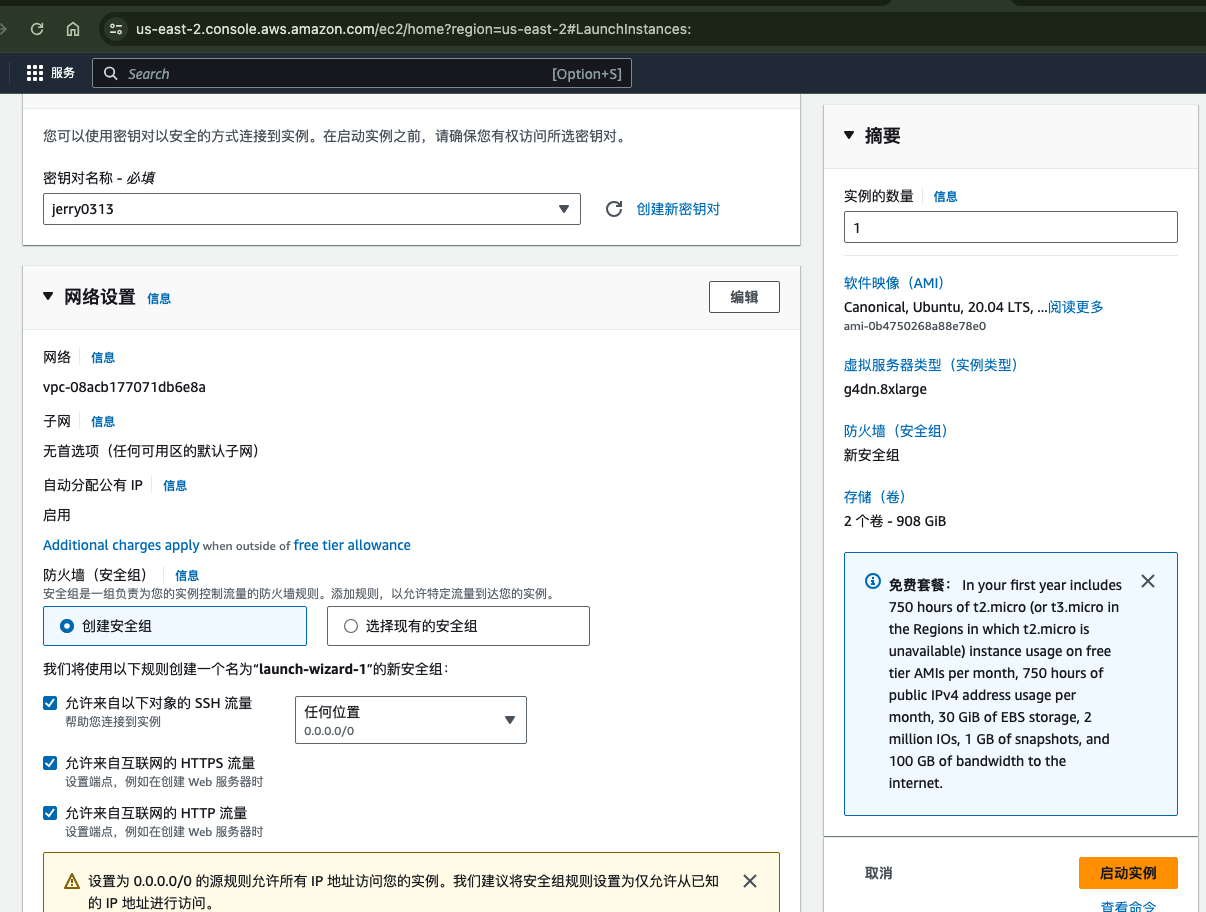 us-east-2.console.aws.amazon.com/ec2/home?region=us-east-2#LaunchInstances:
服务
Search
[Option+S]
您可以使用密钥对以安全的方式连接到实例。在启动实例之前，请确保您有权访问所选密钥对。
密钥对名称 - 必填
jerry0313
创建新密钥对
网络设置 信息
编辑
网络 信息
vpc-08acb177071db6e8a
子网 信息
无首选项（任何可用区的默认子网）
自动分配公有 IP 信息
启用
Additional charges apply when outside of free tier allowance
防火墙（安全组） 信息
安全组是一组负责为您的实例控制流量的防火墙规则。添加规则，以允许特定流量到达您的实例。
创建安全组
选择现有的安全组
我们将使用以下规则创建一个名为“launch-wizard-1”的新安全组：
允许来自以下对象的 SSH 流量
帮助您连接到实例
任何位置
0.0.0.0/0
允许来自互联网的 HTTPS 流量
设置端点，例如在创建 Web 服务器时
允许来自互联网的 HTTP 流量
设置端点，例如在创建 Web 服务器时
设置为 0.0.0.0/0 的源规则允许所有 IP 地址访问您的实例。我们建议将安全组规则设置为仅允许从已知
的 IP 地址进行访问。
摘要
实例的数量 信息
1
软件映像（AMI）
Canonical, Ubuntu, 20.04 LTS, ...阅读更多
ami-0b4750268a88e78e0
虚拟服务器类型（实例类型）
g4dn.8xlarge
防火墙（安全组）
新安全组
存储（卷）
2 个卷 - 908 GiB
免费套餐： In your first year includes
750 hours of t2.micro (or t3.micro in
the Regions in which t2.micro is
unavailable) instance usage on free
tier AMIs per month, 750 hours of
public IPv4 address usage per
month, 30 GiB of EBS storage, 2
million IOs, 1 GB of snapshots, and
100 GB of bandwidth to the
internet.
取消
启动实例
查看命令